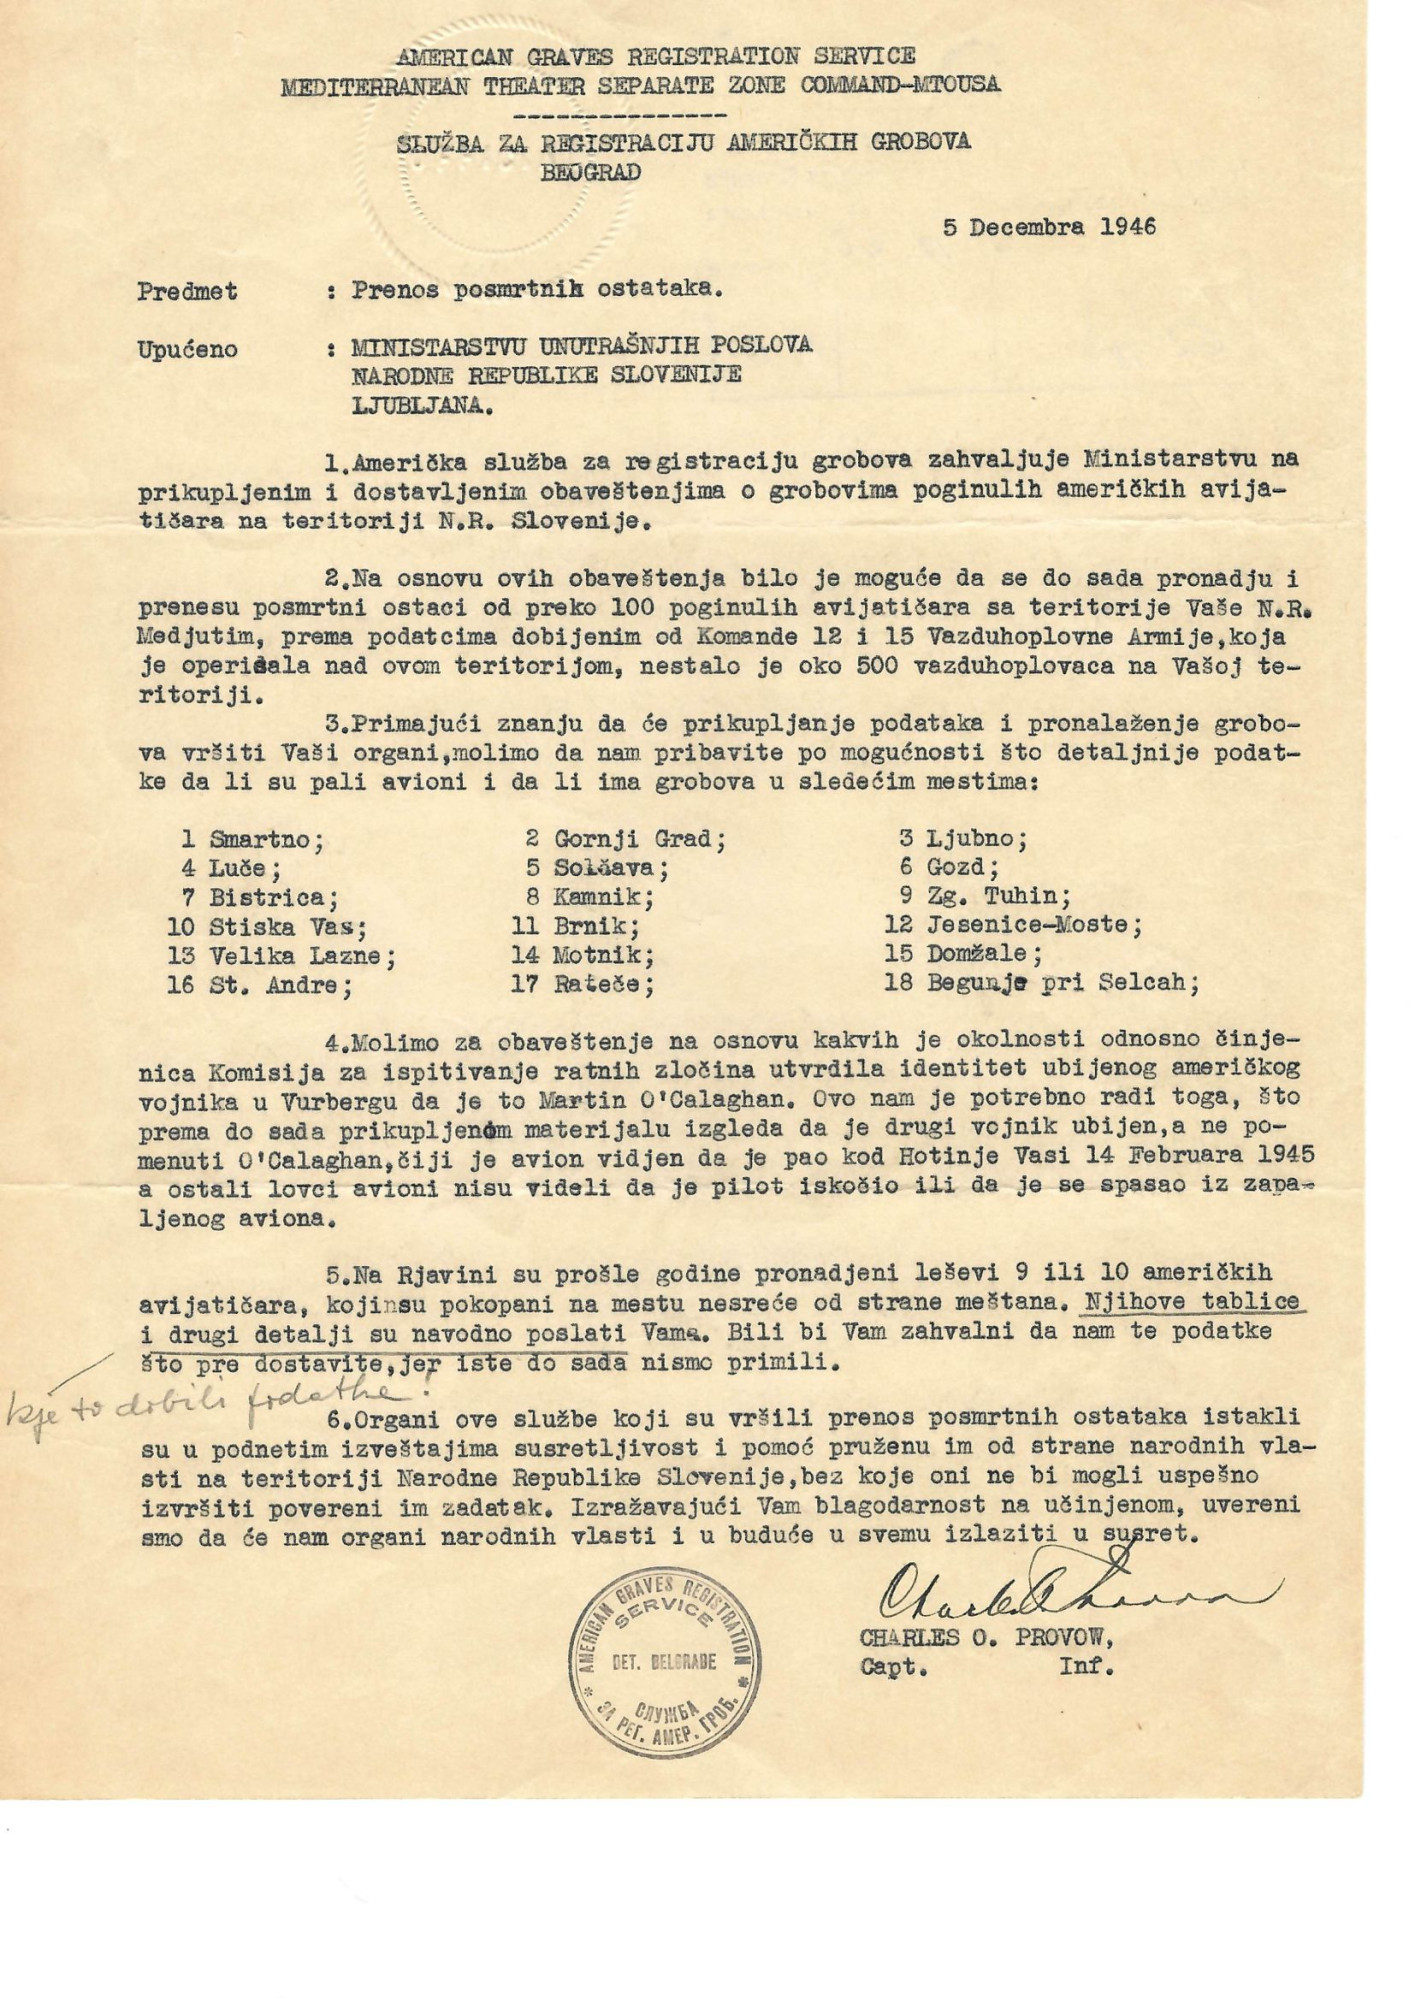 AMERICAN GRAVES REGISTRATION SERVICE
MEDITERRANEAN THEATER SEPARATE ZONE COMMAND-MTOUSA
---------------
SLUŽBA ZA REGISTRACIJU AMERIČKIH GROBOVA
BEOGRAD
5 Decembra 1946
Predmet : Prenos posmrtnih ostataka.
Upućeno : MINISTARSTVU UNUTRAŠNJIH POSLOVA
NARODNE REPUBLIKE SLOVENIJE
LJUBLJANA.
1.Američka služba za registraciju grobova zahvaljuje Ministarstvu na
prikupljenim i dostavljenim obaveštenjima o grobovima poginulih američkih avija-
tičara na teritoriji N.R. Slovenije.
2.Na osnovu ovih obaveštenja bilo je moguće da se do sada pronadju i
prenesu posmrtni ostaci od preko 100 poginulih avijatičara sa teritorije Vaše N.R.
Medjutim, prema podatcima dobijenim od Komande 12 i 15 Vazduhoplovne Armije,koja
je operisala nad ovom teritorijom, nestalo je oko 500 vazduhoplovaca na Vašoj te-
ritoriji.
3.Primajući znanju da će prikupljanje podataka i pronalaženje grobo-
va vršiti Vaši organi,molimo da nam pribavite po mogućnosti što detaljnije podat-
ke da li su pali avioni i da li ima grobova u sledećim mestima:
1 Smartno; 2 Gornji Grad; 3 Ljubno;
4 Luče; 5 Solčava; 6 Gozd;
7 Bistrica; 8 Kamnik; 9 Zg. Tuhin;
10 Stiska Vas; 11 Brnik; 12 Jesenice-Moste;
13 Velika Lazne; 14 Motnik; 15 Domžale;
16 St. Andre; 17 Rateče; 18 Begunje pri Selcah;
4.Molimo za obaveštenje na osnovu kakvih je okolnosti odnosno činje-
nica Komisija za ispitivanje ratnih zločina utvrdila identitet ubijenog američkog
vojnika u Vurbergu da je to Martin O'Calaghan. Ovo nam je potrebno radi toga, što
prema do sada prikupljenom materijalu izgleda da je drugi vojnik ubijen,a ne po-
menuti O'Calaghan,čiji je avion vidjen da je pao kod Hotinje Vasi 14 Februara 1945
a ostali lovci avioni nisu videli da je pilot iskočio ili da je se spasao iz zapa-
ljenog aviona.
5.Na Rjavini su prošle godine pronadjeni leševi 9 ili 10 američkih
avijatičara, kojinsu pokopani na mestu nesreće od strane meštana. Njihove tablice
i drugi detalji su navodno poslati Vama. Bili bi Vam zahvalni da nam te podatke
što pre dostavite,jer iste do sada nismo primili.
kje to dobili podatke!
6.Organi ove službe koji su vršili prenos posmrtnih ostataka istakli
su u podnetim izveštajima susretljivost i pomoć pruženu im od strane narodnih vla-
sti na teritoriji Narodne Republike Slovenije,bez koje oni ne bi mogli uspešno
izvršiti povereni im zadatak. Izražavajući Vam blagodarnost na učinjenom, uvereni
smo da će nam organi narodnih vlasti i u buduće u svemu izlaziti u susret.
AMERICAN GRAVES REGISTRATION
SERVICE
DET. BELGRADE
СЛУЖБА
ЗА РЕГ. АМЕР. ГРОБ.
Charles O Provow
CHARLES O. PROVOW,
Capt. Inf.